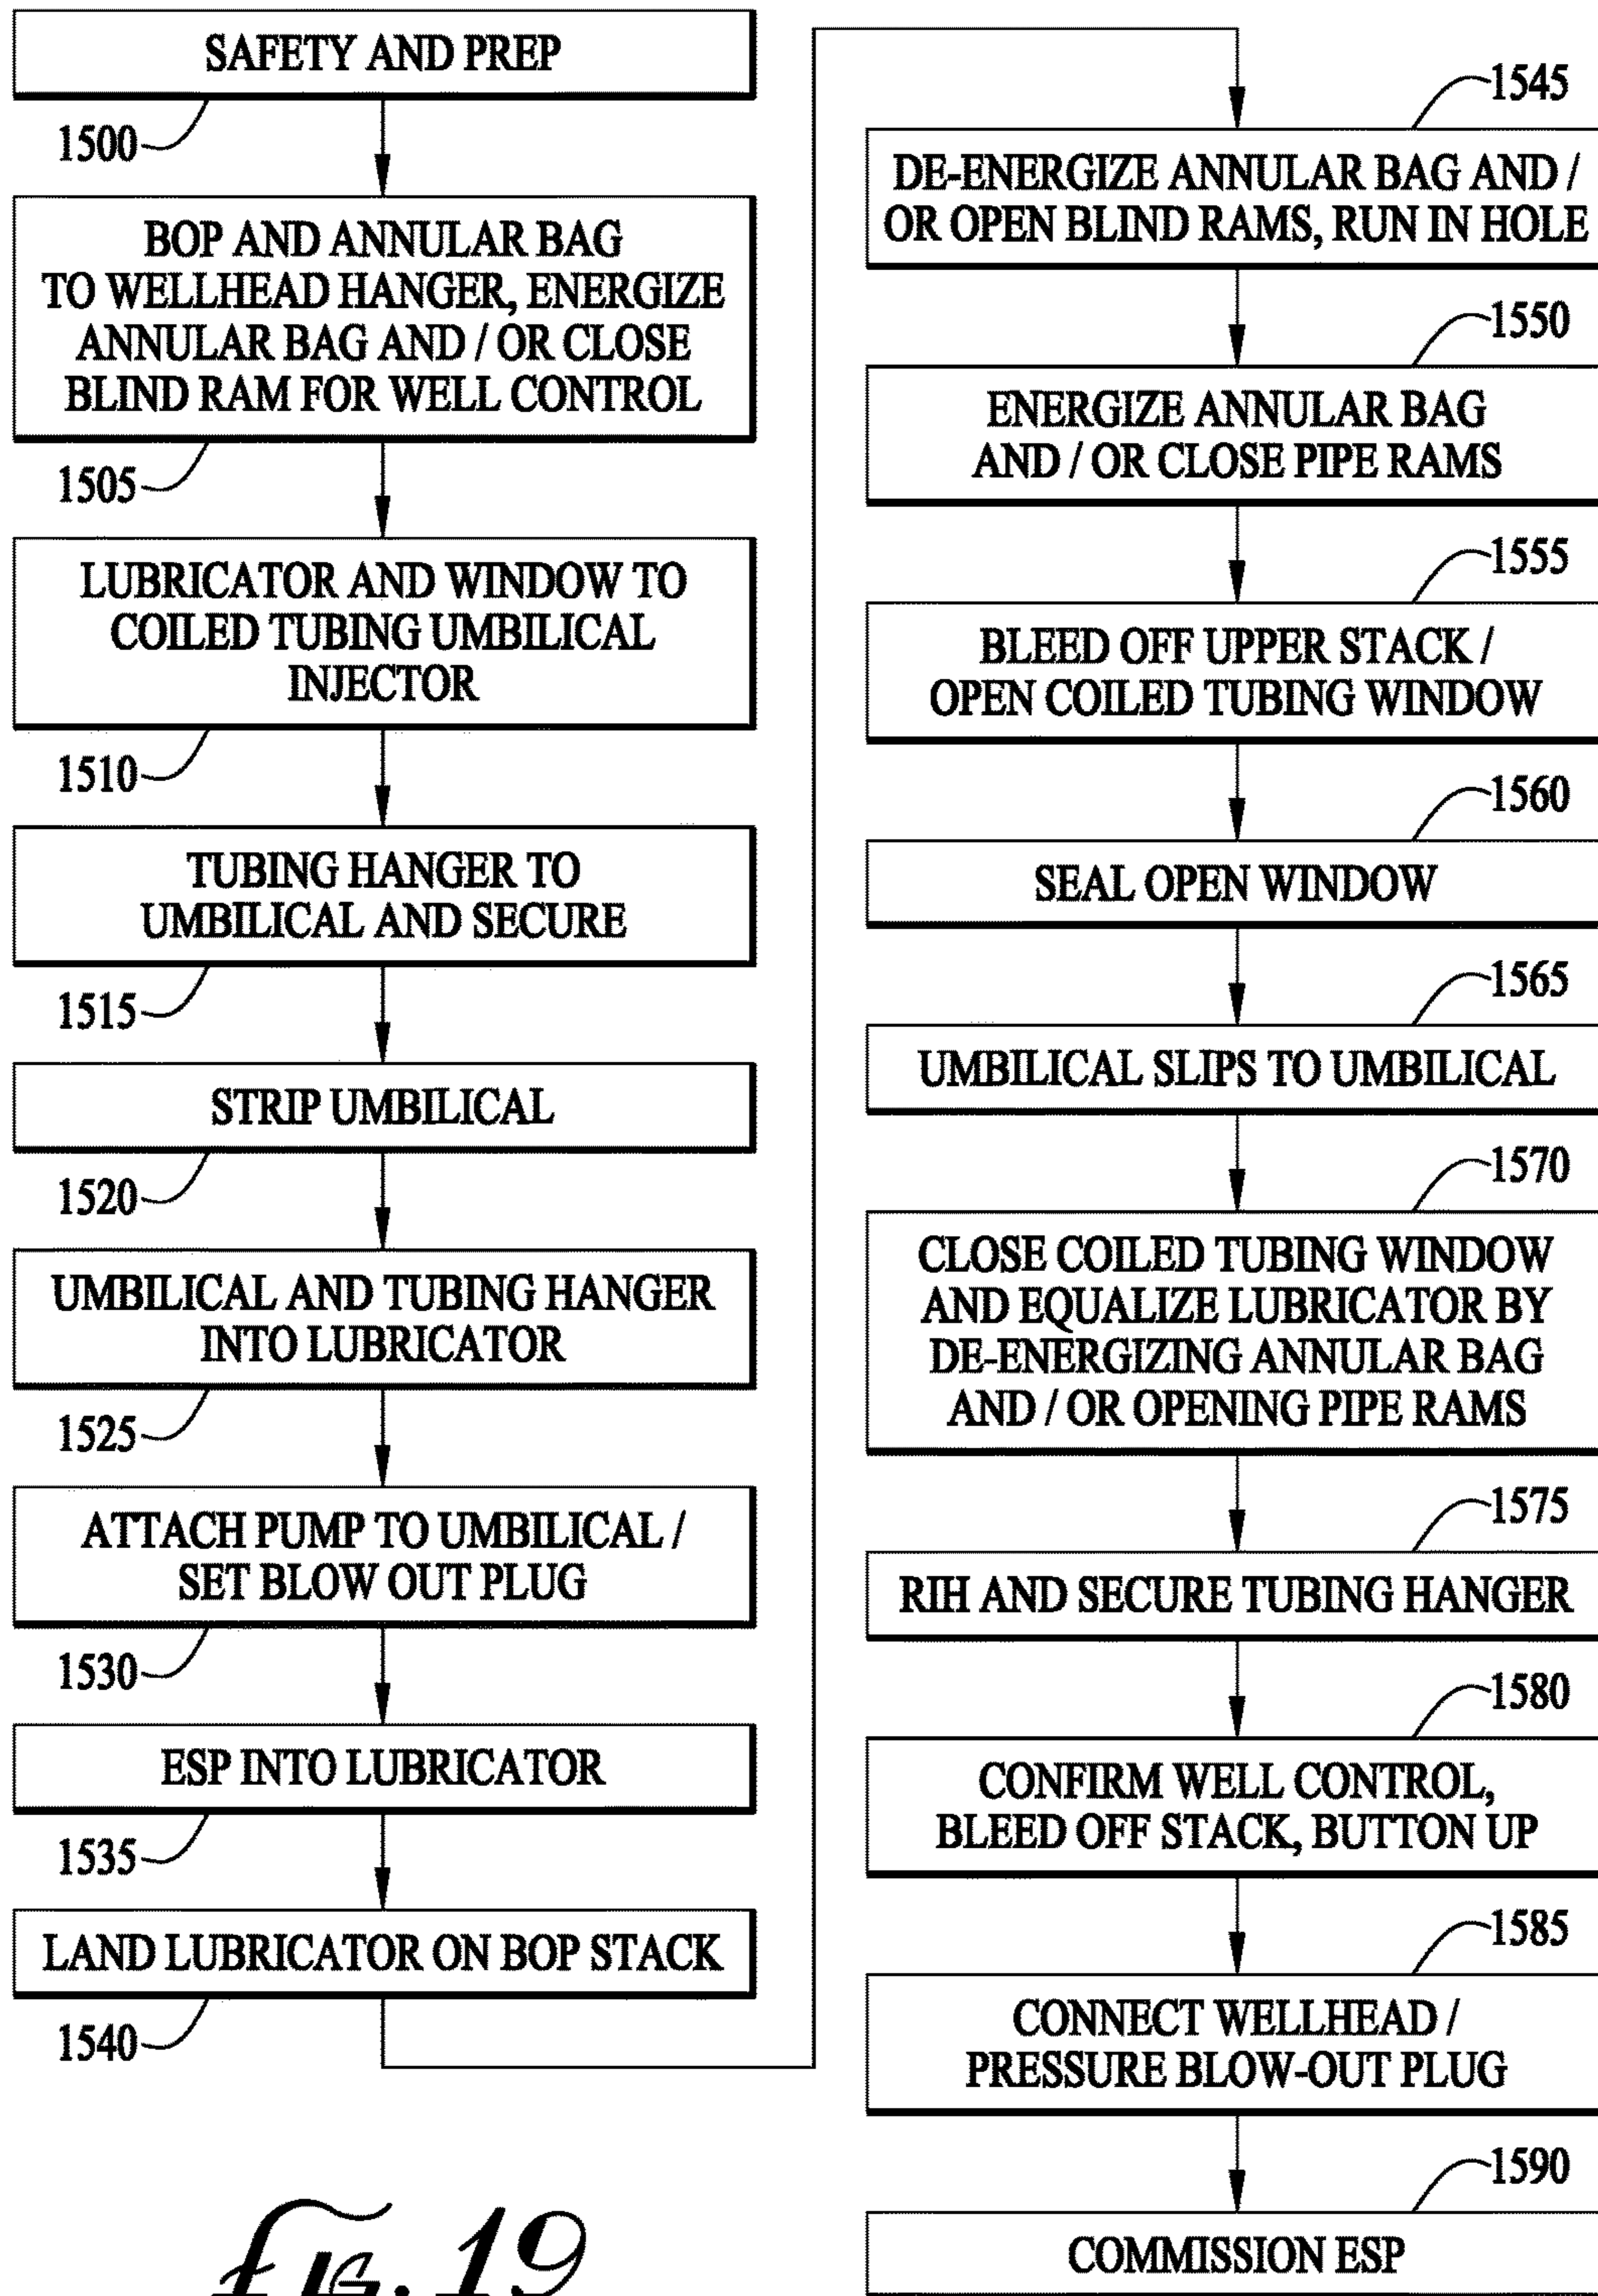 SAFETY AND PREP
1500
BOP AND ANNULAR BAG
TO WELLHEAD HANGER, ENERGIZE
ANNULAR BAG AND / OR CLOSE
BLIND RAM FOR WELL CONTROL
1505
LUBRICATOR AND WINDOW TO
COILED TUBING UMBILICAL
INJECTOR
1510
TUBING HANGER TO
UMBILICAL AND SECURE
1515
STRIP UMBILICAL
1520
UMBILICAL AND TUBING HANGER
INTO LUBRICATOR
1525
ATTACH PUMP TO UMBILICAL /
SET BLOW OUT PLUG
1530
ESP INTO LUBRICATOR
1535
LAND LUBRICATOR ON BOP STACK
1540
1545
DE-ENERGIZE ANNULAR BAG AND /
OR OPEN BLIND RAMS, RUN IN HOLE
1550
ENERGIZE ANNULAR BAG
AND / OR CLOSE PIPE RAMS
1555
BLEED OFF UPPER STACK /
OPEN COILED TUBING WINDOW
1560
SEAL OPEN WINDOW
1565
UMBILICAL SLIPS TO UMBILICAL
1570
CLOSE COILED TUBING WINDOW
AND EQUALIZE LUBRICATOR BY
DE-ENERGIZING ANNULAR BAG
AND / OR OPENING PIPE RAMS
1575
RIH AND SECURE TUBING HANGER
1580
CONFIRM WELL CONTROL,
BLEED OFF STACK, BUTTON UP
1585
CONNECT WELLHEAD /
PRESSURE BLOW-OUT PLUG
1590
COMMISSION ESP
FIG. 19